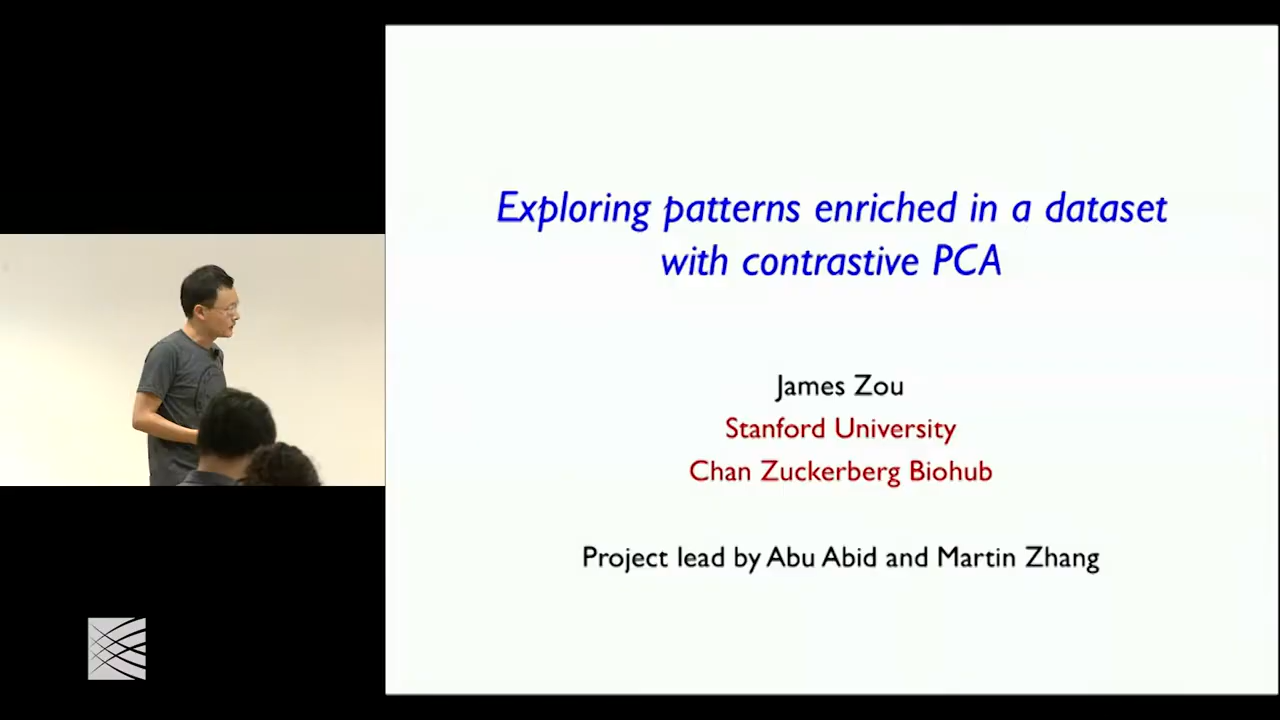 Exploring patterns enriched in a dataset
with contrastive PCA
James Zou
Stanford University
Chan Zuckerberg Biohub
Project lead by Abu Abid and Martin Zhang